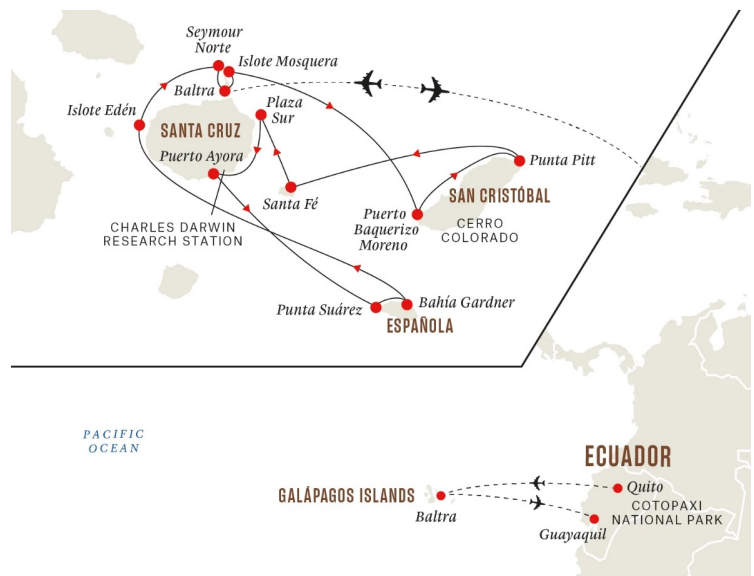 Seymour
Norte
Islote Mosquera
Baltra
Plaza
Sur
Islote Edén
SANTA CRUZ
Puerto Ayora
Punta Pitt
Santa Fé
SAN CRISTÓBAL
Puerto
Baquerizo
Moreno
CERRO
COLORADO
CHARLES DARWIN
RESEARCH STATION
Punta Suárez
Bahía Gardner
ESPAÑOLA
PACIFIC
OCEAN
ECUADOR
GALÁPAGOS ISLANDS
Baltra
Quito
COTOPAXI
NATIONAL PARK
Guayaquil